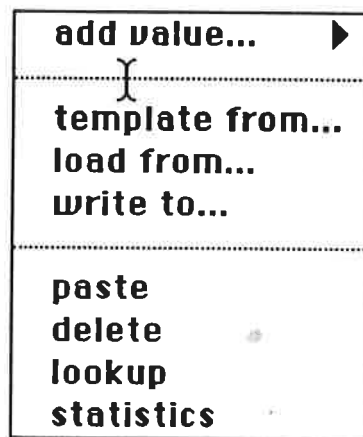 add value...
template from...
load from...
write to...
paste
delete
lookup
statistics